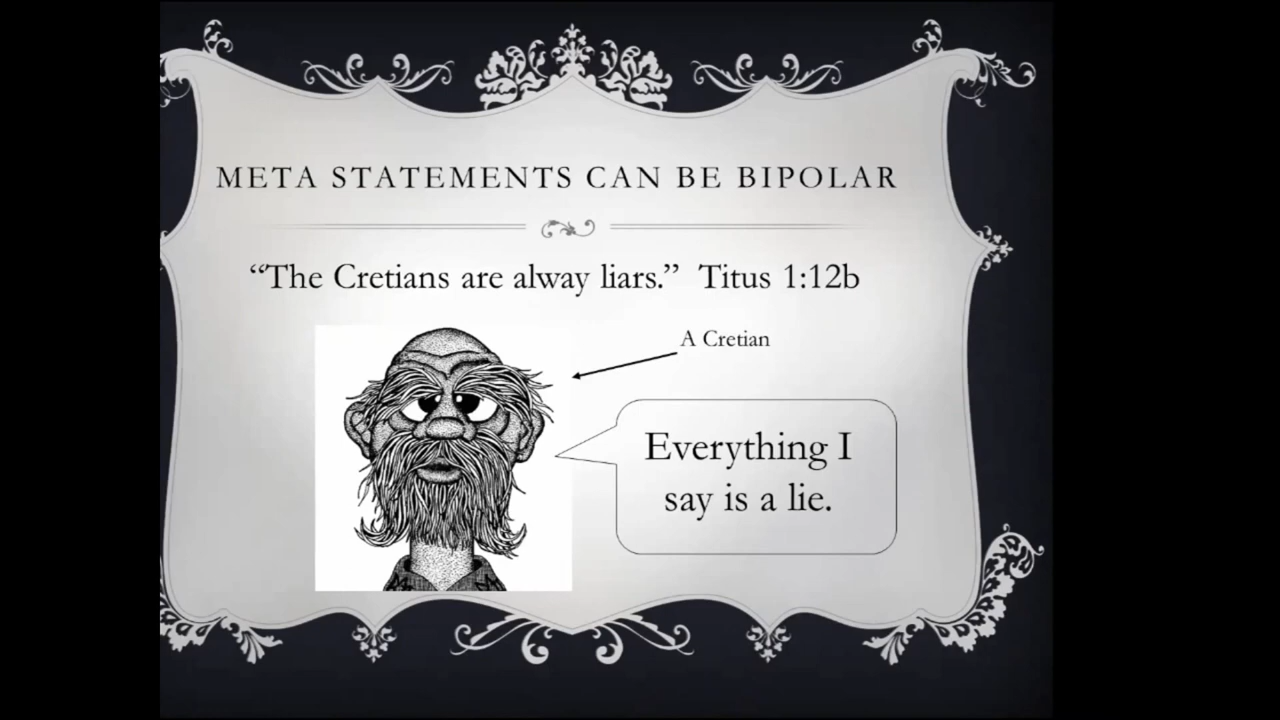 META STATEMENTS CAN BE BIPOLAR
“The Cretians are alway liars.” Titus 1:12b
A Cretian
Everything I
say is a lie.